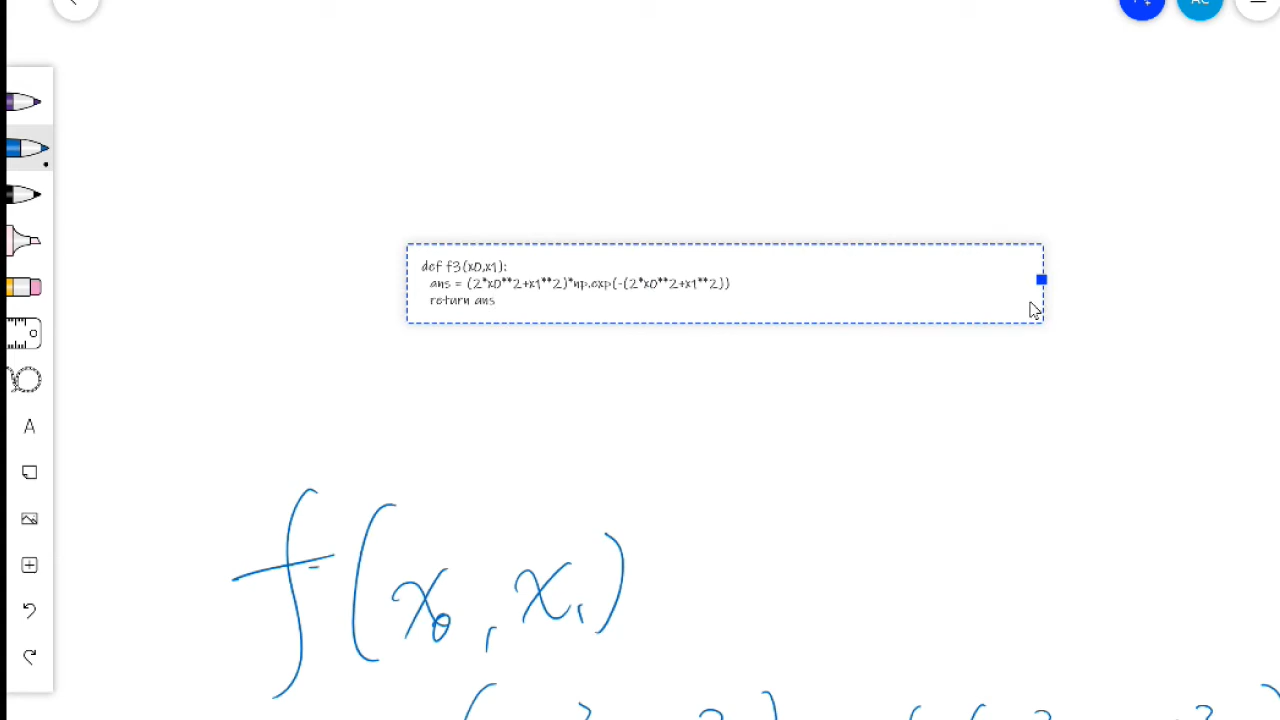 AC
def f3(x0,x1):
ans = (2*x0**2+x1**2)*np.exp(-(2*x0**2+x1**2))
return ans
A
f(x₀, x₁)